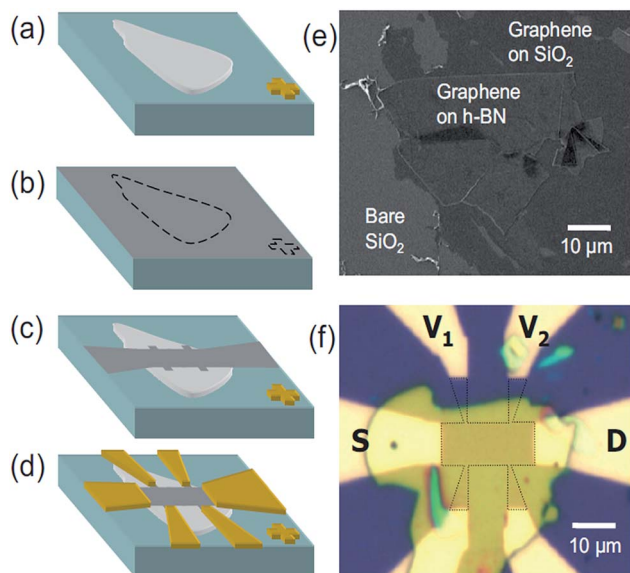 (a)
(b)
(c)
(d)
(e)
Graphene
on SiO2
Graphene
on h-BN
Bare
SiO2
10 µm
(f)
V1
V2
S
D
10 µm